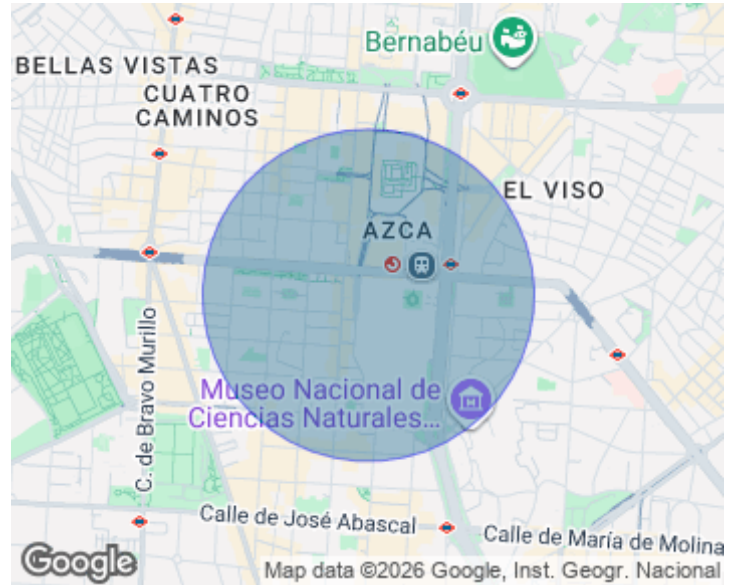 Bernabéu
BELLAS VISTAS
CUATRO
CAMINOS
EL VISO
AZCA
C. de Bravo Murillo
Museo Nacional de
Ciencias Naturales...
Calle de José Abascal
Calle de María de Molina
Google
Map data ©2026 Google, Inst. Geogr. Nacional